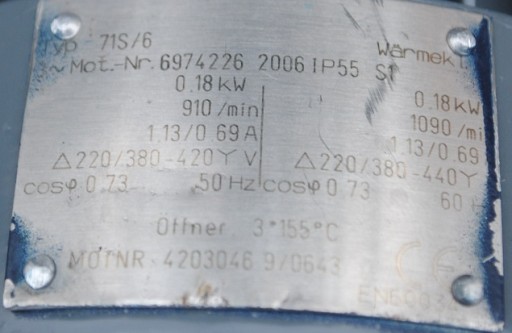 Typ 71S/6 Wärmekl
3~ Mot.-Nr. 6974226 2006 IP55 S1
0.18 kW 0.18 kW
910 /min 1090 /mi
1.13/0.69 A 1.13/0.69
△ 220/380-420 Y V △ 220/380-440 Y
cosφ 0.73 50 Hz cosφ 0.73 60 H
Öffner 3*155°C
MOTNR. 4203046 9/0643 CE